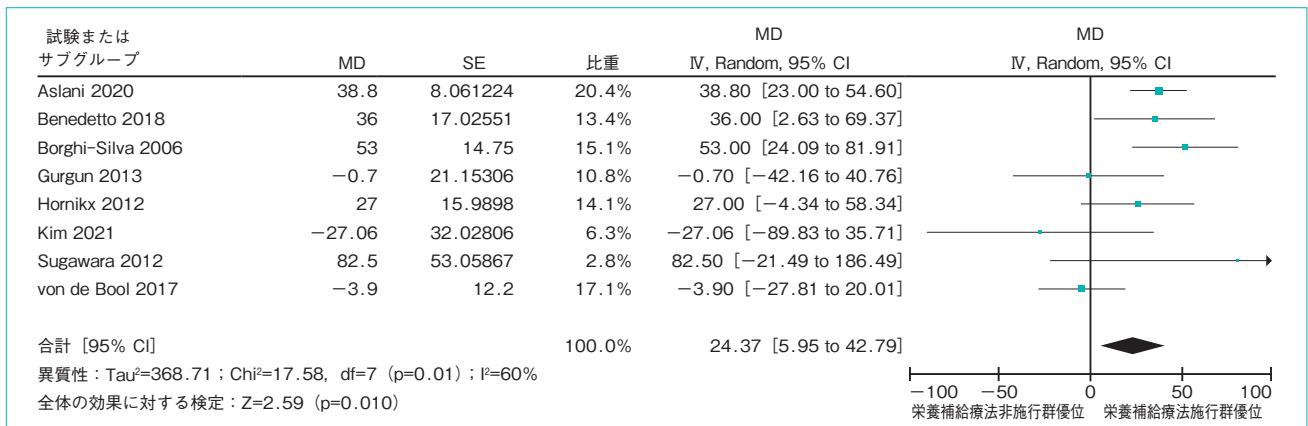 試験または MD MD
サブグループ MD SE 比重 Ⅳ, Random, 95% CI Ⅳ, Random, 95% CI
Aslani 2020 38.8 8.061224 20.4% 38.80 [23.00 to 54.60]
Benedetto 2018 36 17.02551 13.4% 36.00 [2.63 to 69.37]
Borghi-Silva 2006 53 14.75 15.1% 53.00 [24.09 to 81.91]
Gurgun 2013 −0.7 21.15306 10.8% −0.70 [−42.16 to 40.76]
Hornikx 2012 27 15.9898 14.1% 27.00 [−4.34 to 58.34]
Kim 2021 −27.06 32.02806 6.3% −27.06 [−89.83 to 35.71]
Sugawara 2012 82.5 53.05867 2.8% 82.50 [−21.49 to 186.49]
von de Bool 2017 −3.9 12.2 17.1% −3.90 [−27.81 to 20.01]
合計 [95% CI] 100.0% 24.37 [5.95 to 42.79]
異質性：Tau²=368.71；Chi²=17.58, df=7 (p=0.01)；I²=60%
全体の効果に対する検定：Z=2.59 (p=0.010)
−100 −50 0 50 100
栄養補給療法非施行群優位 栄養補給療法施行群優位